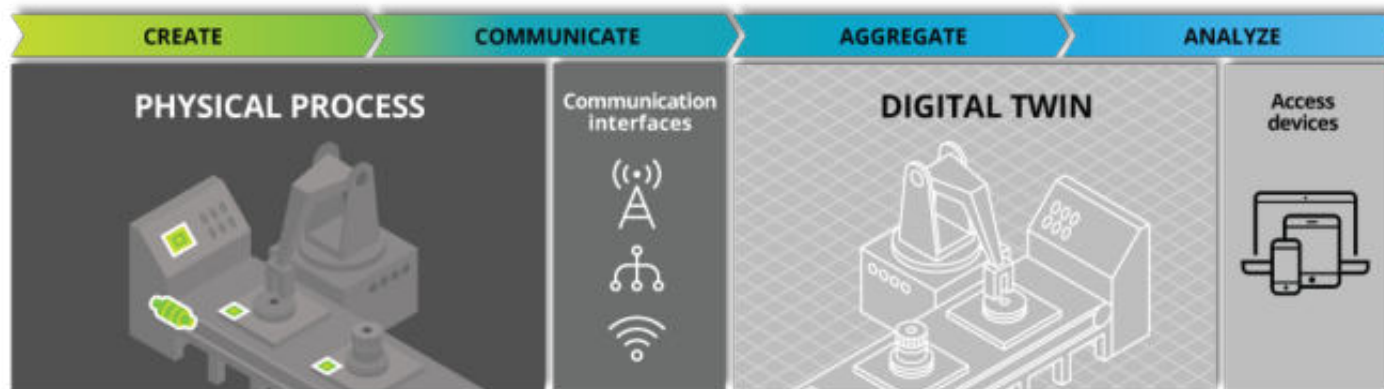 CREATE
COMMUNICATE
AGGREGATE
ANALYZE
PHYSICAL PROCESS
Communication
interfaces
DIGITAL TWIN
Access
devices